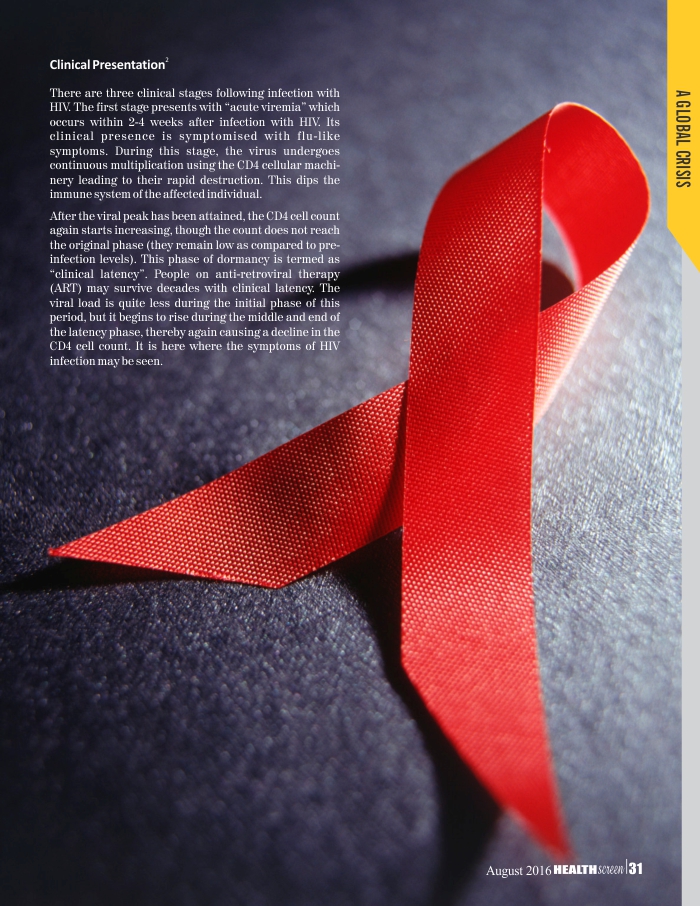 Clinical Presentation2
There are three clinical stages following infection with
HIV. The first stage presents with “acute viremia” which
occurs within 2-4 weeks after infection with HIV. Its
clinical presence is symptomised with flu-like
symptoms. During this stage, the virus undergoes
continuous multiplication using the CD4 cellular machi-
nery leading to their rapid destruction. This dips the
immune system of the affected individual.
After the viral peak has been attained, the CD4 cell count
again starts increasing, though the count does not reach
the original phase (they remain low as compared to pre-
infection levels). This phase of dormancy is termed as
“clinical latency”. People on anti-retroviral therapy
(ART) may survive decades with clinical latency. The
viral load is quite less during the initial phase of this
period, but it begins to rise during the middle and end of
the latency phase, thereby again causing a decline in the
CD4 cell count. It is here where the symptoms of HIV
infection may be seen.
A GLOBAL CRISIS
August 2016 HEALTHscreen|31